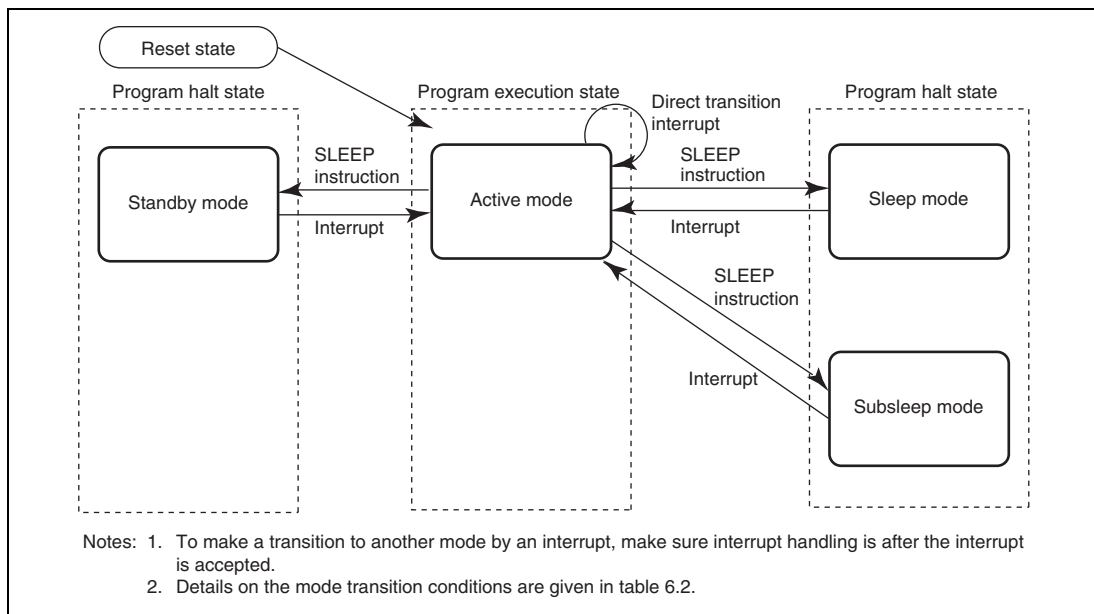 Reset state
Program halt state
Program execution state
Program halt state
Direct transition
interrupt
SLEEP
instruction
SLEEP
instruction
Standby mode
Active mode
Sleep mode
Interrupt
Interrupt
SLEEP
instruction
Interrupt
Subsleep mode
Notes: 1. To make a transition to another mode by an interrupt, make sure interrupt handling is after the interrupt
is accepted.
2. Details on the mode transition conditions are given in table 6.2.